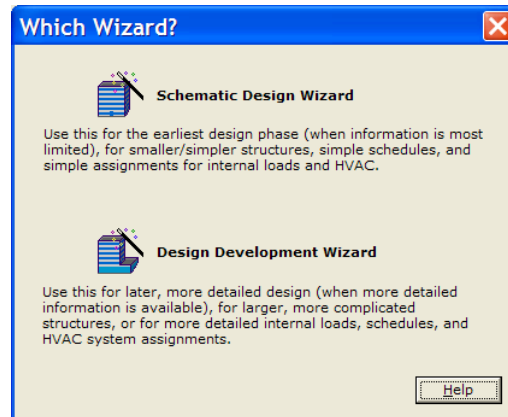 Which Wizard?
Schematic Design Wizard
Use this for the earliest design phase (when information is most
limited), for smaller/simpler structures, simple schedules, and
simple assignments for internal loads and HVAC.
Design Development Wizard
Use this for later, more detailed design (when more detailed
information is available), for larger, more complicated
structures, or for more detailed internal loads, schedules, and
HVAC system assignments.
Help